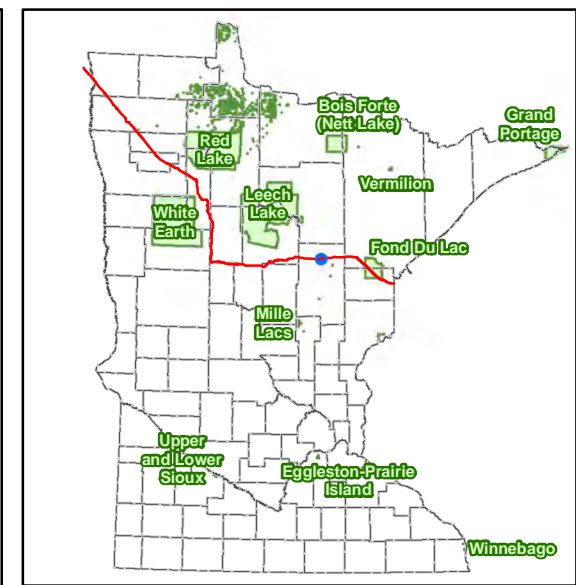 Bois Forte
(Nett Lake)
Grand
Portage
Red
Lake
Vermilion
Leech
Lake
White
Earth
Fond Du Lac
Mille
Lacs
Upper
and Lower
Sioux
Eggleston-Prairie
Island
Winnebago